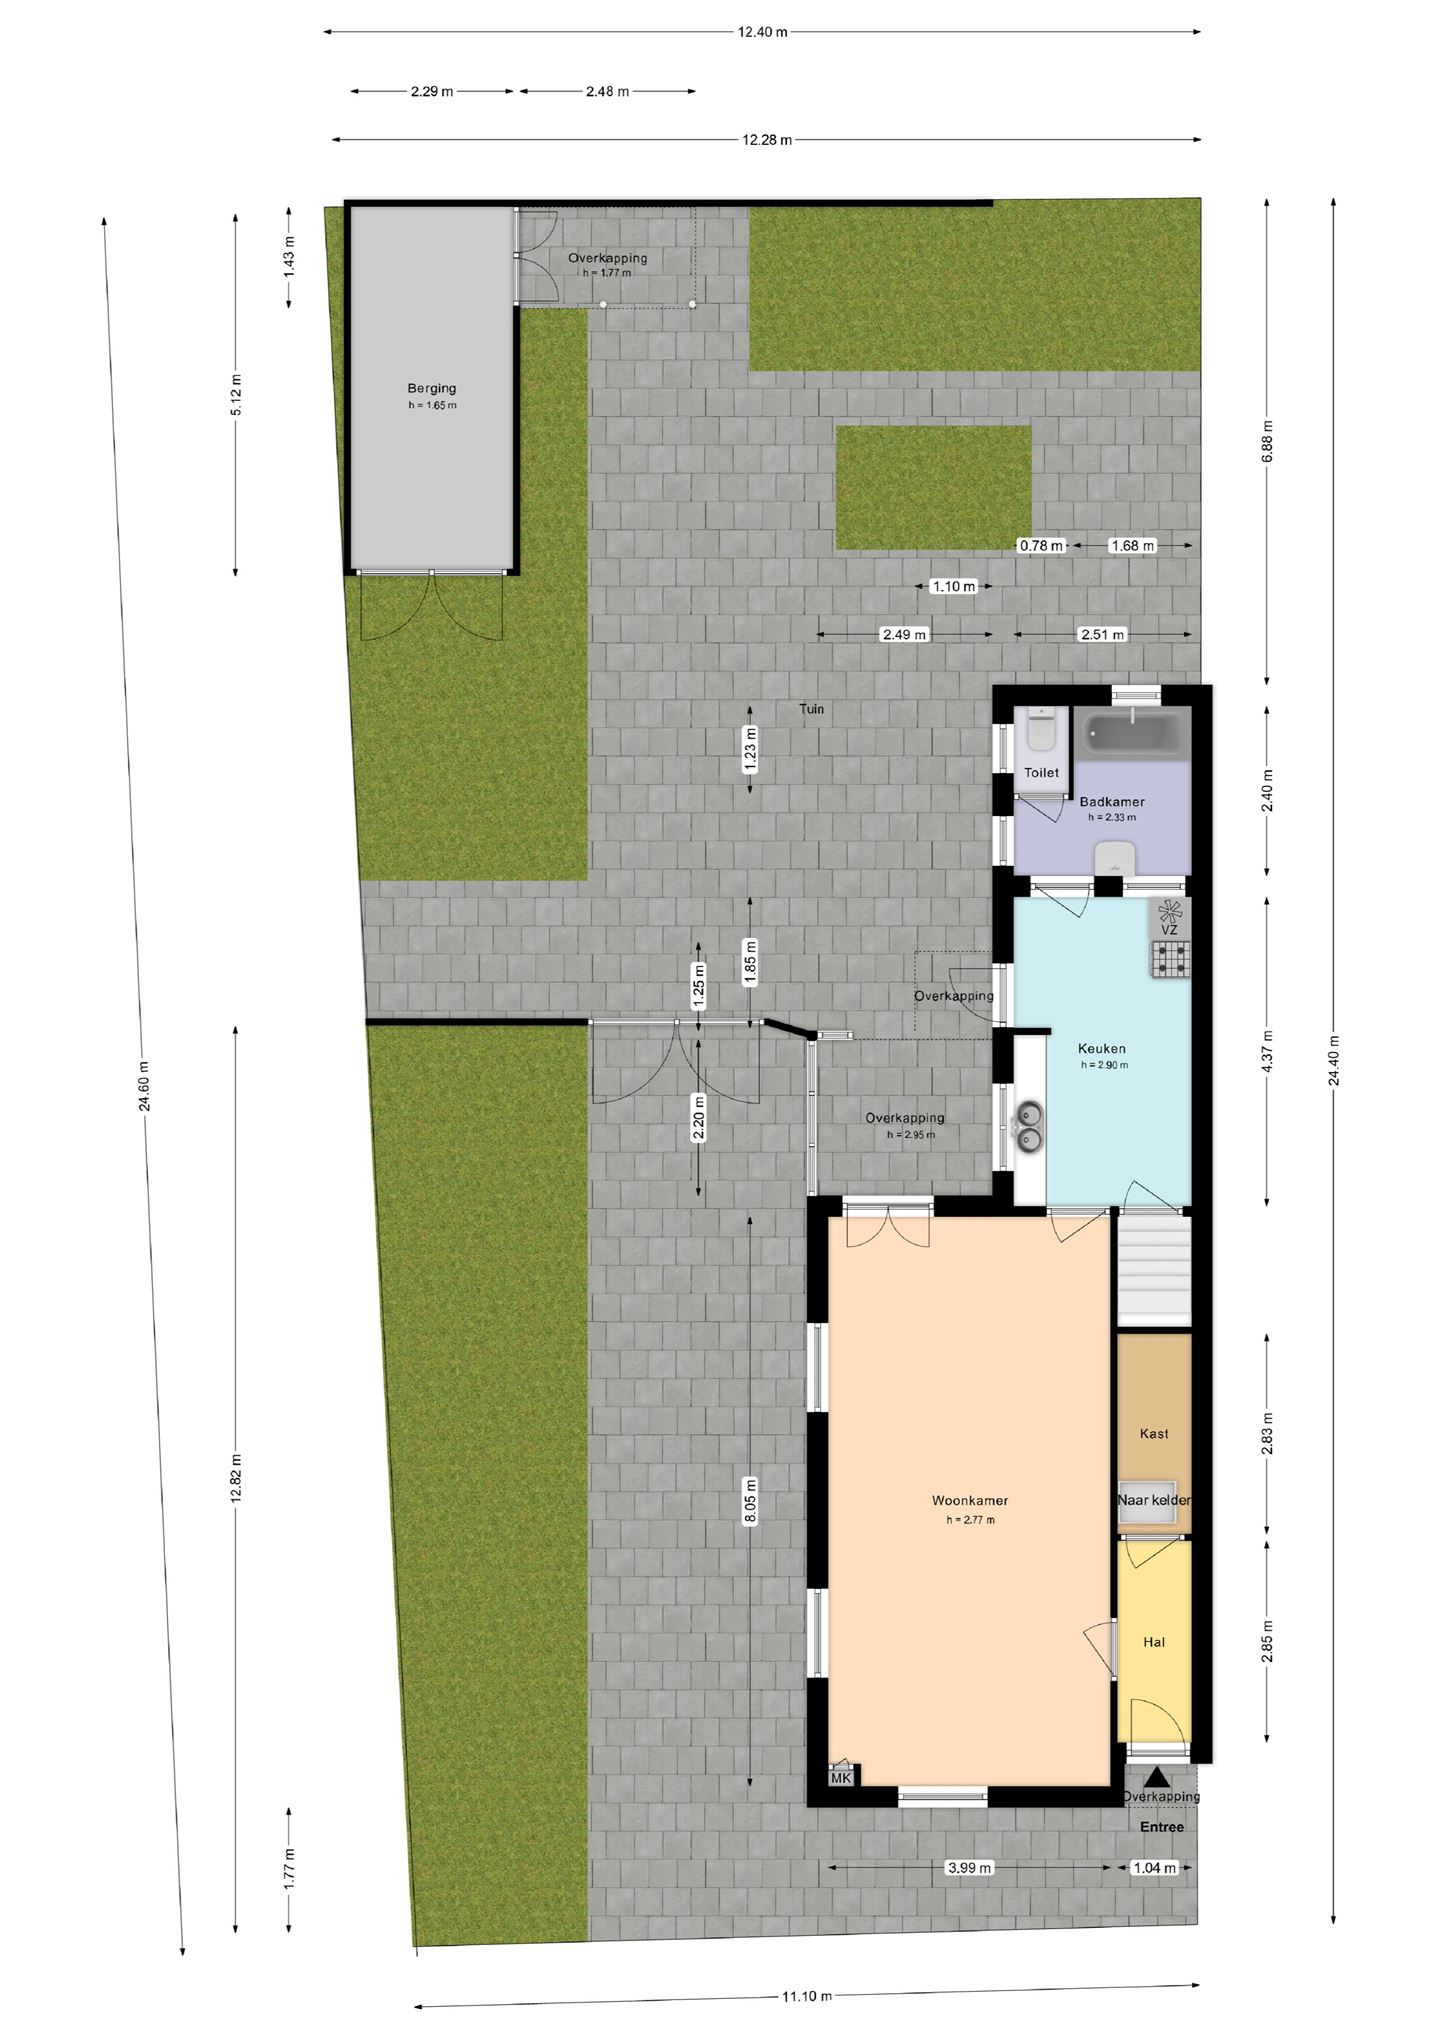 12.40 m
2.29 m
2.48 m
12.28 m
1.43 m
Overkapping
h = 1.77 m
5.12 m
Berging
h = 1.65 m
6.88 m
0.78 m
1.68 m
1.10 m
2.49 m
2.51 m
Tuin
1.23 m
Toilet
Badkamer
h = 2.33 m
2.40 m
VZ
1.85 m
1.25 m
Overkapping
Keuken
h = 2.90 m
4.37 m
24.40 m
24.60 m
2.20 m
Overkapping
h = 2.95 m
Kast
2.83 m
12.82 m
8.05 m
Woonkamer
h = 2.77 m
Naar kelder
Hal
2.85 m
MK
Overkapping
Entree
1.77 m
3.99 m
1.04 m
11.10 m